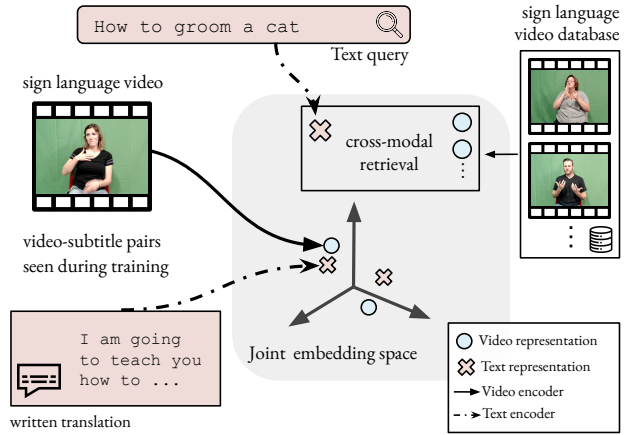 How to groom a cat
Text query
sign language
video database
sign language video
cross-modal
retrieval
video-subtitle pairs
seen during training
I am going
to teach you
how to ...
written translation
Joint embedding space
Video representation
Text representation
Video encoder
Text encoder